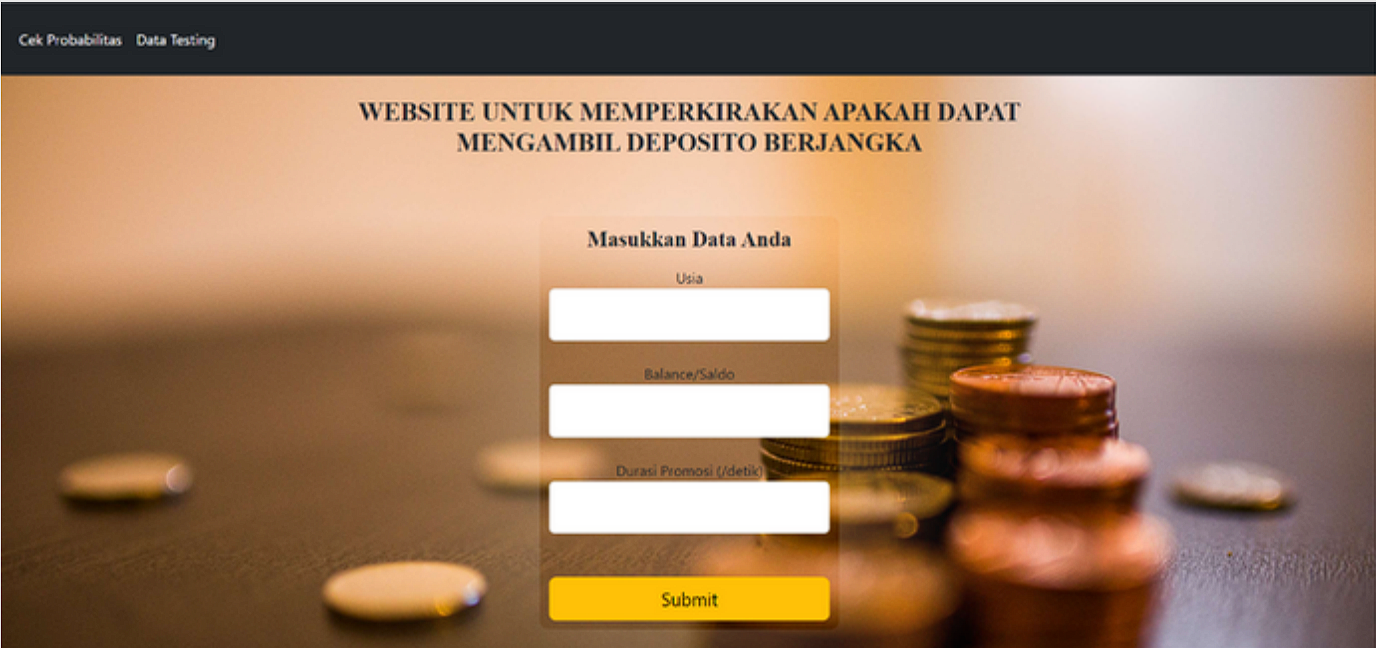 Cek Probabilitas Data Testing
WEBSITE UNTUK MEMPERKIRAKAN APAKAH DAPAT
MENGAMBIL DEPOSITO BERJANGKA
Masukkan Data Anda
Usia
Balance/Saldo
Durasi Promosi (/detik)
Submit